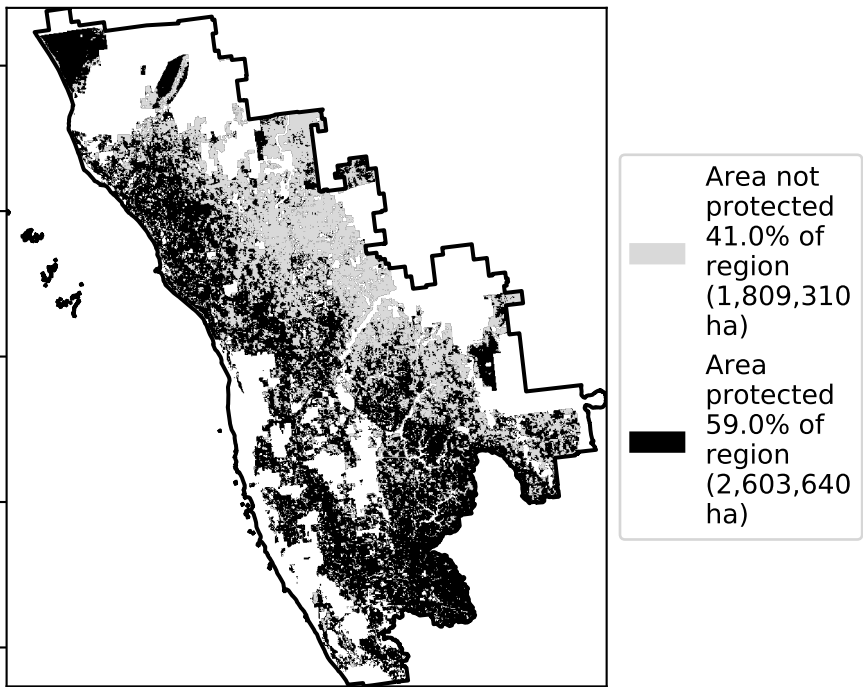 Area not
protected
41.0% of
region
(1,809,310
ha)
Area
protected
59.0% of
region
(2,603,640
ha)